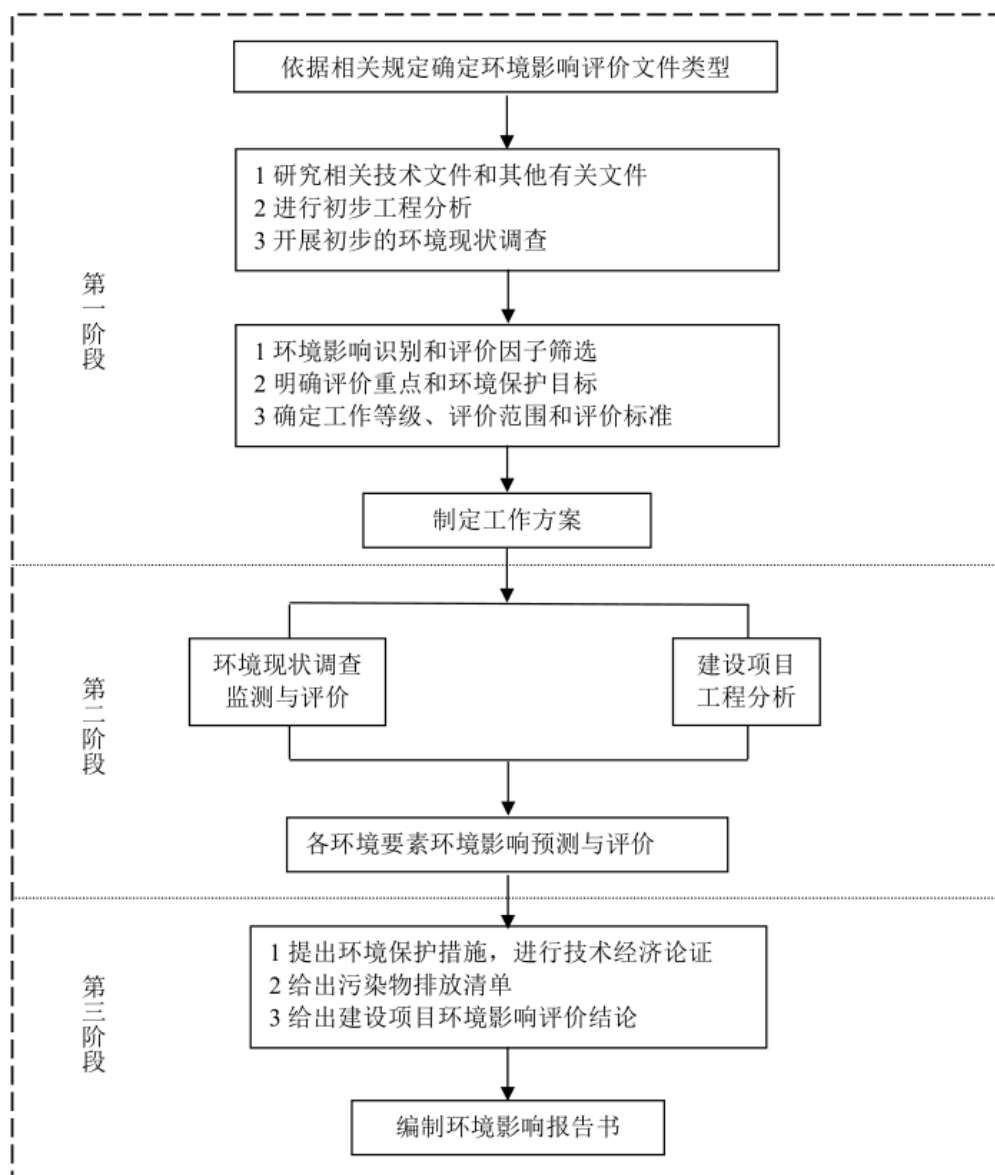 依据相关规定确定环境影响评价文件类型
1 研究相关技术文件和其他有关文件
2 进行初步工程分析
3 开展初步的环境现状调查
第一阶段
1 环境影响识别和评价因子筛选
2 明确评价重点和环境保护目标
3 确定工作等级、评价范围和评价标准
制定工作方案
第二阶段
环境现状调查
监测与评价
建设项目
工程分析
各环境要素环境影响预测与评价
第三阶段
1 提出环境保护措施，进行技术经济论证
2 给出污染物排放清单
3 给出建设项目环境影响评价结论
编制环境影响报告书